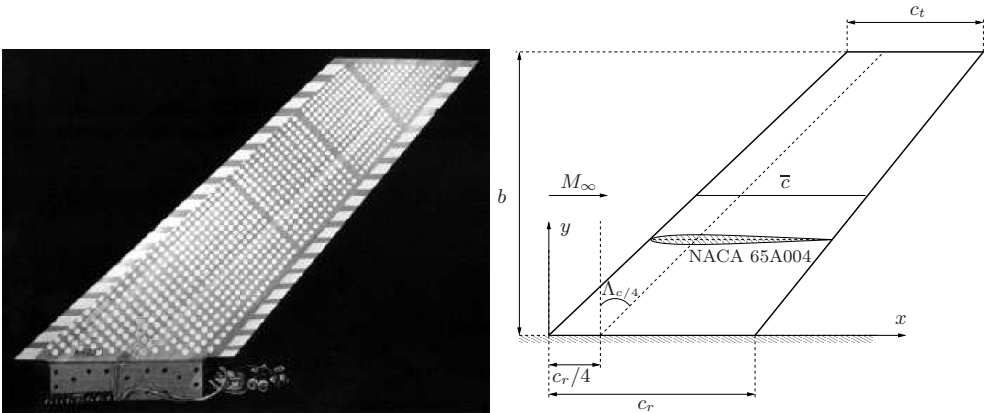 c_t
b
M_∞
c̅
y
NACA 65A004
Λ_{c/4}
x
c_r/4
c_r